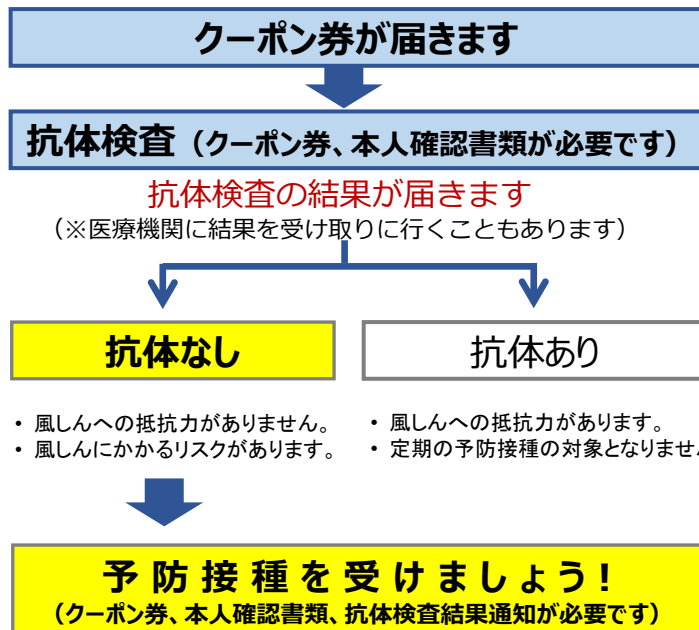 クーポン券が届きます
抗体検査（クーポン券、本人確認書類が必要です）
抗体検査の結果が届きます
（※医療機関に結果を受け取りに行くこともあります）
抗体なし
抗体あり
・風しんへの抵抗力がありません。
・風しんにかかるリスクがあります。
・風しんへの抵抗力があります。
・定期の予防接種の対象となりません
予防接種を受けましょう！
（クーポン券、本人確認書類、抗体検査結果通知が必要です）